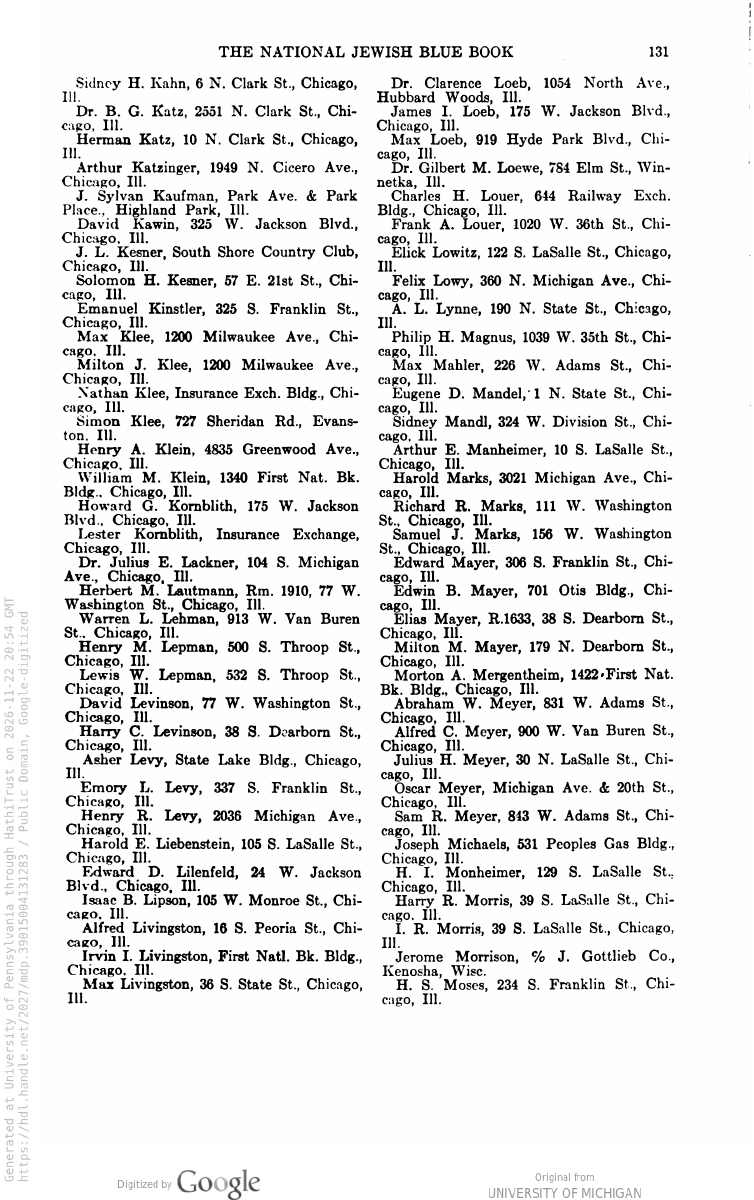 THE NATIONAL JEWISH BLUE BOOK 131
Sidney H. Kahn, 6 N. Clark St., Chicago,
Ill.
Dr. B. G. Katz, 2551 N. Clark St., Chi-
cago, Ill.
Herman Katz, 10 N. Clark St., Chicago,
Ill.
Arthur Katzinger, 1949 N. Cicero Ave.,
Chicago, Ill.
J. Sylvan Kaufman, Park Ave. & Park
Place., Highland Park, Ill.
David Kawin, 325 W. Jackson Blvd.,
Chicago, Ill.
J. L. Kesner, South Shore Country Club,
Chicago, Ill.
Solomon H. Kesner, 57 E. 21st St., Chi-
cago, Ill.
Emanuel Kinstler, 325 S. Franklin St.,
Chicago, Ill.
Max Klee, 1200 Milwaukee Ave., Chi-
cago, Ill.
Milton J. Klee, 1200 Milwaukee Ave.,
Chicago, Ill.
Nathan Klee, Insurance Exch. Bldg., Chi-
cago, Ill.
Simon Klee, 727 Sheridan Rd., Evans-
ton, Ill.
Henry A. Klein, 4835 Greenwood Ave.,
Chicago, Ill.
William M. Klein, 1340 First Nat. Bk.
Bldg., Chicago, Ill.
Howard G. Kornblith, 175 W. Jackson
Blvd., Chicago, Ill.
Lester Kornblith, Insurance Exchange,
Chicago, Ill.
Dr. Julius E. Lackner, 104 S. Michigan
Ave., Chicago, Ill.
Herbert M. Lautmann, Rm. 1910, 77 W.
Washington St., Chicago, Ill.
Warren L. Lehman, 913 W. Van Buren
St., Chicago, Ill.
Henry M. Lepman, 500 S. Throop St.,
Chicago, Ill.
Lewis W. Lepman, 532 S. Throop St.,
Chicago, Ill.
David Levinson, 77 W. Washington St.,
Chicago, Ill.
Harry C. Levinson, 38 S. Dearborn St.,
Chicago, Ill.
Asher Levy, State Lake Bldg., Chicago,
Ill.
Emory L. Levy, 337 S. Franklin St.,
Chicago, Ill.
Henry R. Levy, 2036 Michigan Ave.,
Chicago, Ill.
Harold E. Liebenstein, 105 S. LaSalle St.,
Chicago, Ill.
Edward D. Lilenfeld, 24 W. Jackson
Blvd., Chicago, Ill.
Isaac B. Lipson, 105 W. Monroe St., Chi-
cago, Ill.
Alfred Livingston, 16 S. Peoria St., Chi-
cago, Ill.
Irvin I. Livingston, First Natl. Bk. Bldg.,
Chicago, Ill.
Max Livingston, 36 S. State St., Chicago,
Ill.
Dr. Clarence Loeb, 1054 North Ave.,
Hubbard Woods, Ill.
James I. Loeb, 175 W. Jackson Blvd.,
Chicago, Ill.
Max Loeb, 919 Hyde Park Blvd., Chi-
cago, Ill.
Dr. Gilbert M. Loewe, 784 Elm St., Win-
netka, Ill.
Charles H. Louer, 644 Railway Exch.
Bldg., Chicago, Ill.
Frank A. Louer, 1020 W. 36th St., Chi-
cago, Ill.
Elick Lowitz, 122 S. LaSalle St., Chicago,
Ill.
Felix Lowy, 360 N. Michigan Ave., Chi-
cago, Ill.
A. L. Lynne, 190 N. State St., Chicago,
Ill.
Philip H. Magnus, 1039 W. 35th St., Chi-
cago, Ill.
Max Mahler, 226 W. Adams St., Chi-
cago, Ill.
Eugene D. Mandel, 1 N. State St., Chi-
cago, Ill.
Sidney Mandl, 324 W. Division St., Chi-
cago, Ill.
Arthur E. Manheimer, 10 S. LaSalle St.,
Chicago, Ill.
Harold Marks, 3021 Michigan Ave., Chi-
cago, Ill.
Richard R. Marks, 111 W. Washington
St., Chicago, Ill.
Samuel J. Marks, 156 W. Washington
St., Chicago, Ill.
Edward Mayer, 306 S. Franklin St., Chi-
cago, Ill.
Edwin B. Mayer, 701 Otis Bldg., Chi-
cago, Ill.
Elias Mayer, R.1633, 38 S. Dearborn St.,
Chicago, Ill.
Milton M. Mayer, 179 N. Dearborn St.,
Chicago, Ill.
Morton A. Mergentheim, 1422 First Nat.
Bk. Bldg., Chicago, Ill.
Abraham W. Meyer, 831 W. Adams St.,
Chicago, Ill.
Alfred C. Meyer, 900 W. Van Buren St.,
Chicago, Ill.
Julius H. Meyer, 30 N. LaSalle St., Chi-
cago, Ill.
Oscar Meyer, Michigan Ave. & 20th St.,
Chicago, Ill.
Sam R. Meyer, 843 W. Adams St., Chi-
cago, Ill.
Joseph Michaels, 531 Peoples Gas Bldg.,
Chicago, Ill.
H. I. Monheimer, 129 S. LaSalle St.,
Chicago, Ill.
Harry R. Morris, 39 S. LaSalle St., Chi-
cago, Ill.
I. R. Morris, 39 S. LaSalle St., Chicago,
Ill.
Jerome Morrison, % J. Gottlieb Co.,
Kenosha, Wisc.
H. S. Moses, 234 S. Franklin St., Chi-
cago, Ill.
Generated at University of Pennsylvania through HathiTrust on 2026-11-22 20:54 GMT
https://hdl.handle.net/2027/mdp.39015004131283 / Public Domain, Google-digitized
Digitized by Google
Original from
UNIVERSITY OF MICHIGAN